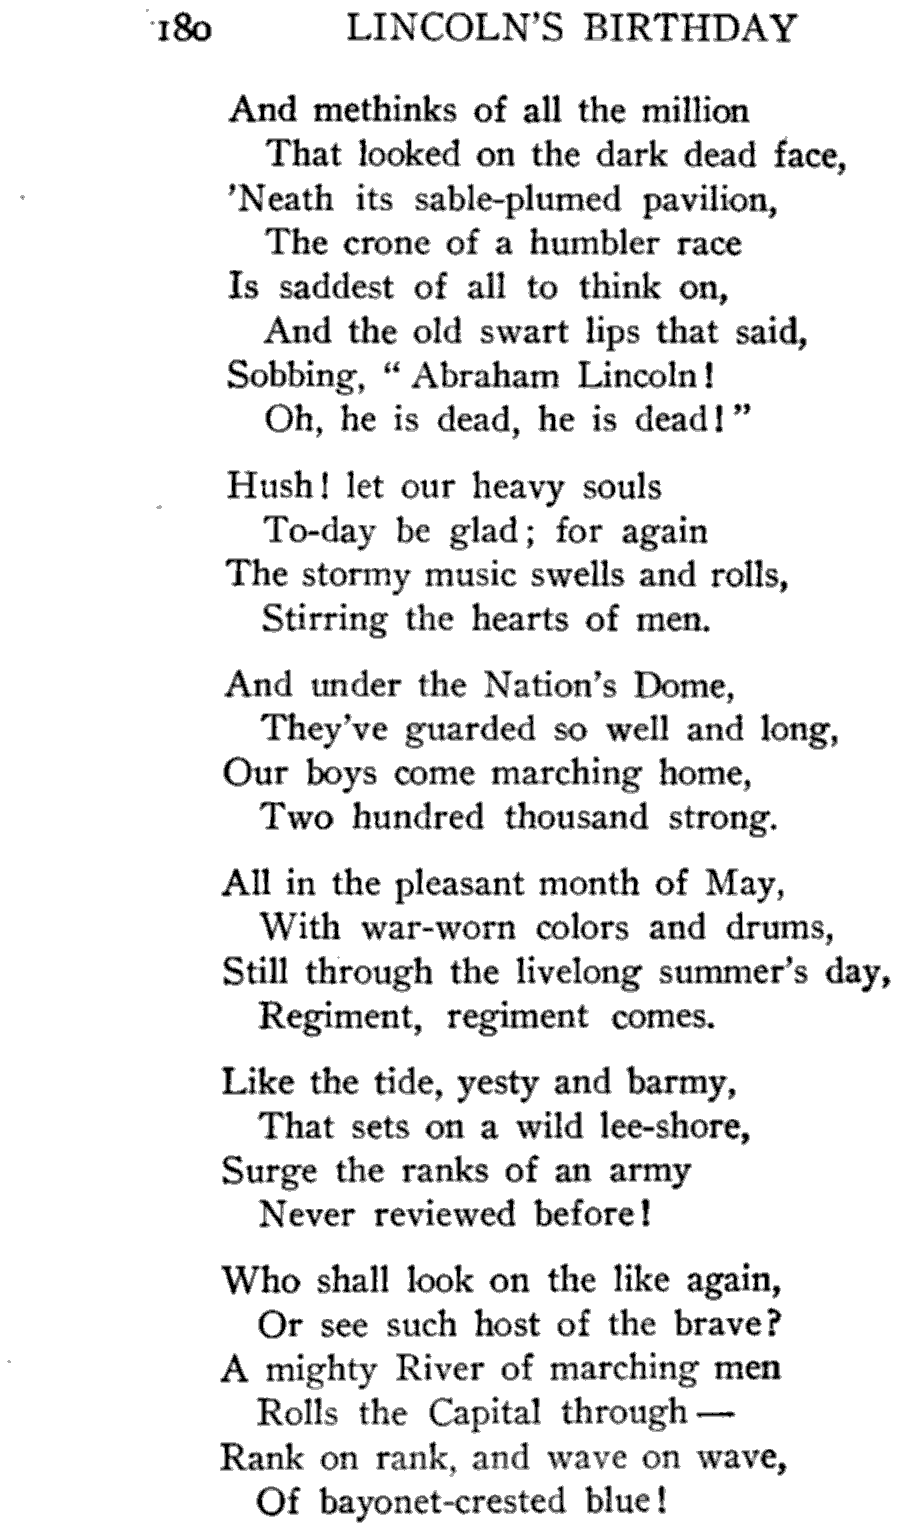 180 LINCOLN'S BIRTHDAY
And methinks of all the million
That looked on the dark dead face,
'Neath its sable-plumed pavilion,
The crone of a humbler race
Is saddest of all to think on,
And the old swart lips that said,
Sobbing, “ Abraham Lincoln!
Oh, he is dead, he is dead!”
Hush! let our heavy souls
To-day be glad; for again
The stormy music swells and rolls,
Stirring the hearts of men.
And under the Nation's Dome,
They've guarded so well and long,
Our boys come marching home,
Two hundred thousand strong.
All in the pleasant month of May,
With war-worn colors and drums,
Still through the livelong summer's day,
Regiment, regiment comes.
Like the tide, yesty and barmy,
That sets on a wild lee-shore,
Surge the ranks of an army
Never reviewed before!
Who shall look on the like again,
Or see such host of the brave?
A mighty River of marching men
Rolls the Capital through—
Rank on rank, and wave on wave,
Of bayonet-crested blue!